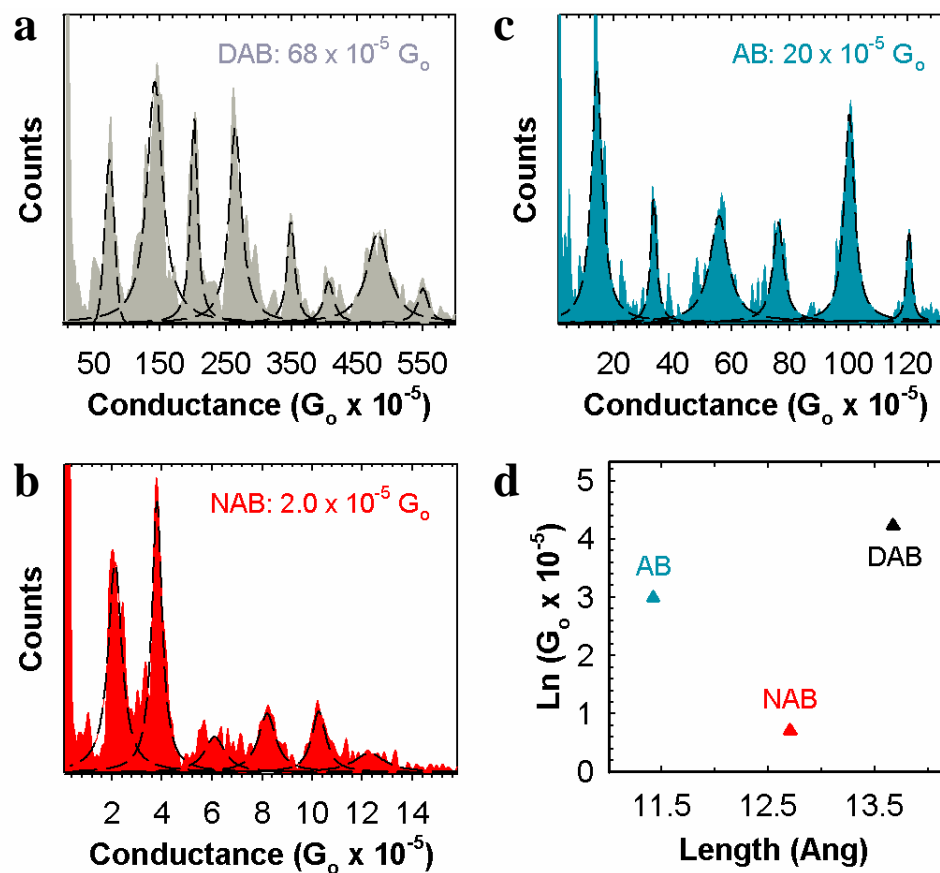 a
DAB: 68 x 10⁻⁵ Gₒ
Counts
50 150 250 350 450 550
Conductance (Gₒ x 10⁻⁵)
c
AB: 20 x 10⁻⁵ Gₒ
Counts
20 40 60 80 100 120
Conductance (Gₒ x 10⁻⁵)
b
NAB: 2.0 x 10⁻⁵ Gₒ
Counts
2 4 6 8 10 12 14
Conductance (Gₒ x 10⁻⁵)
d
Ln (Gₒ x 10⁻⁵)
5
4
3
2
1
0
AB
DAB
NAB
11.5 12.5 13.5
Length (Ang)